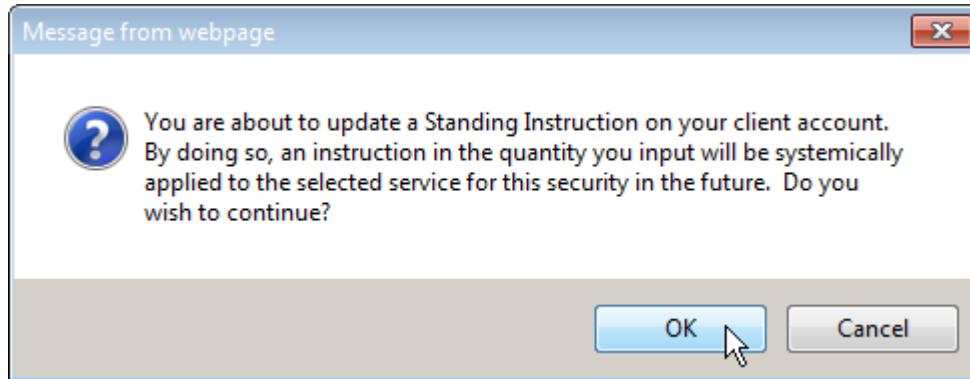 Message from webpage
You are about to update a Standing Instruction on your client account.
By doing so, an instruction in the quantity you input will be systemically
applied to the selected service for this security in the future.  Do you
wish to continue?
OK
Cancel